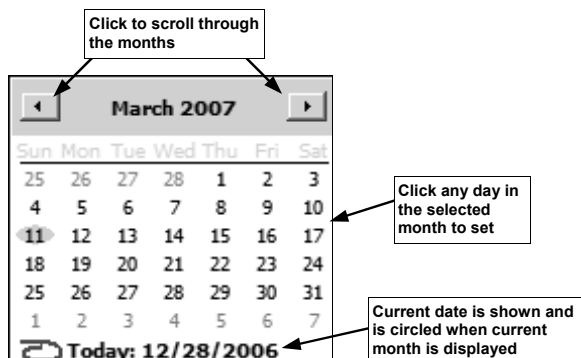 Click to scroll through
the months
March 2007
Sun Mon Tue Wed Thu Fri Sat
25 26 27 28 1 2 3
4 5 6 7 8 9 10
11 12 13 14 15 16 17
18 19 20 21 22 23 24
25 26 27 28 29 30 31
1 2 3 4 5 6 7
Today: 12/28/2006
Click any day in
the selected
month to set
Current date is shown and
is circled when current
month is displayed